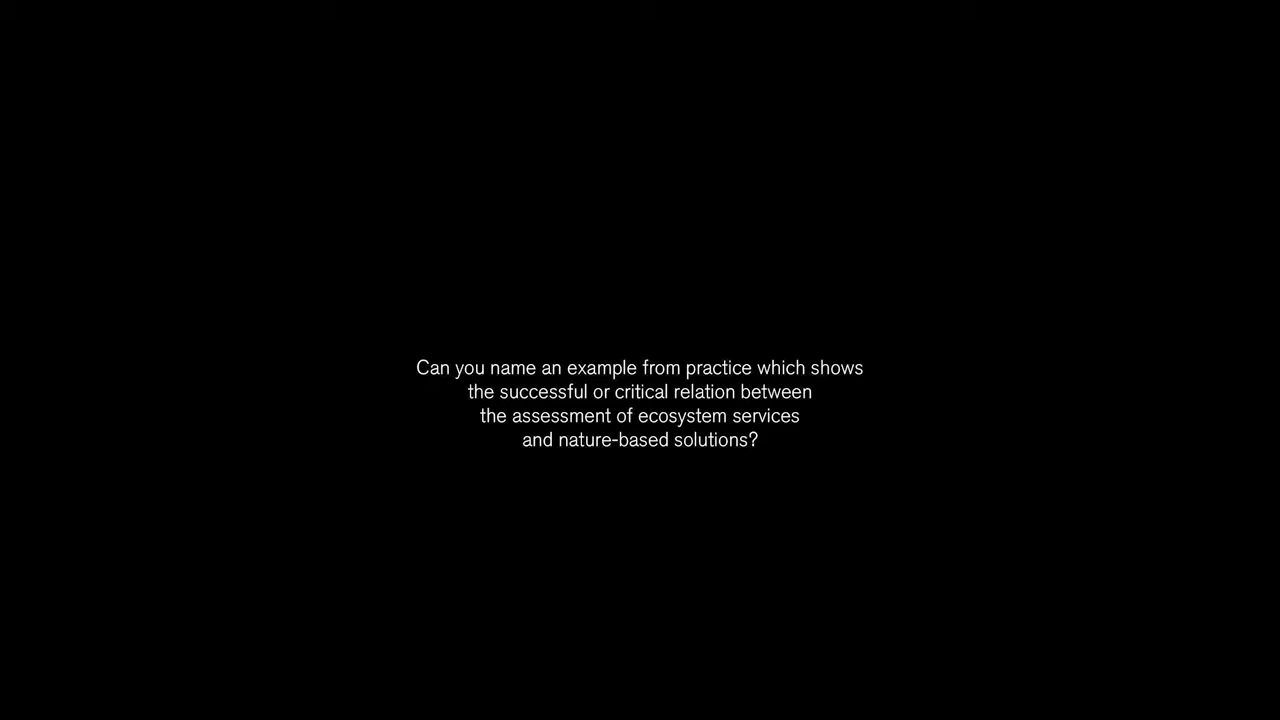 Can you name an example from practice which shows
the successful or critical relation between
the assessment of ecosystem services
and nature-based solutions?